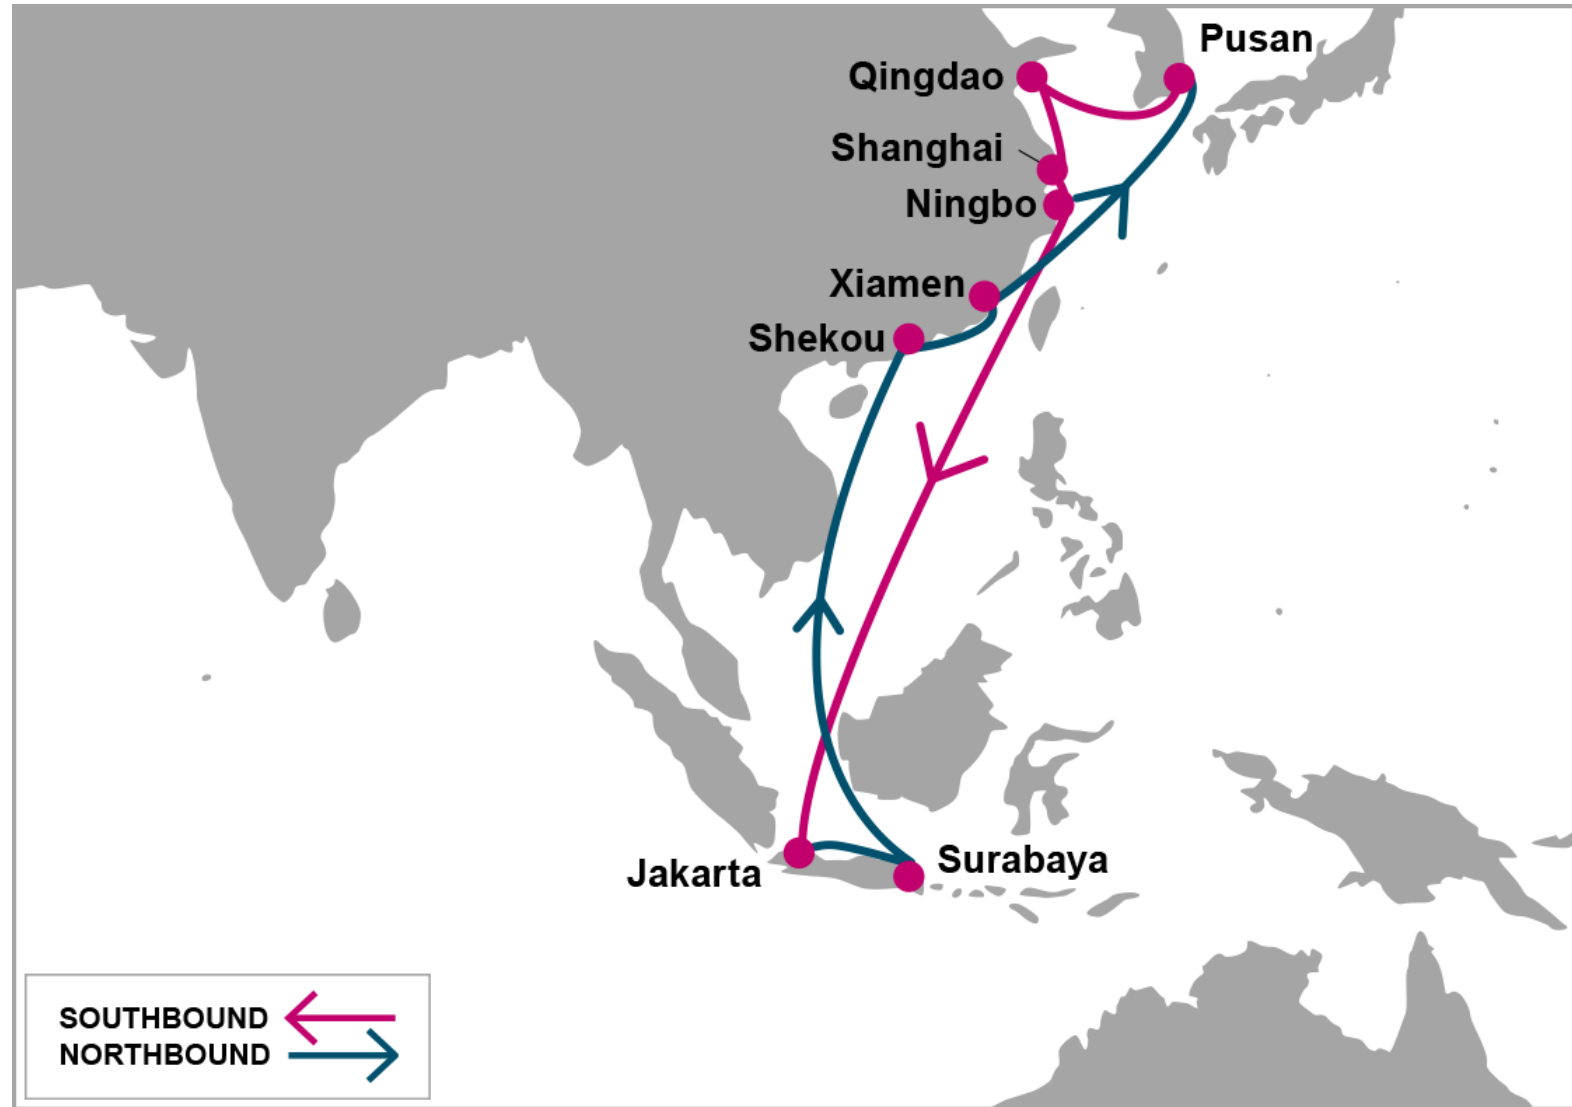 Pusan
Qingdao
Shanghai
Ningbo
Xiamen
Shekou
Jakarta
Surabaya
SOUTHBOUND
NORTHBOUND